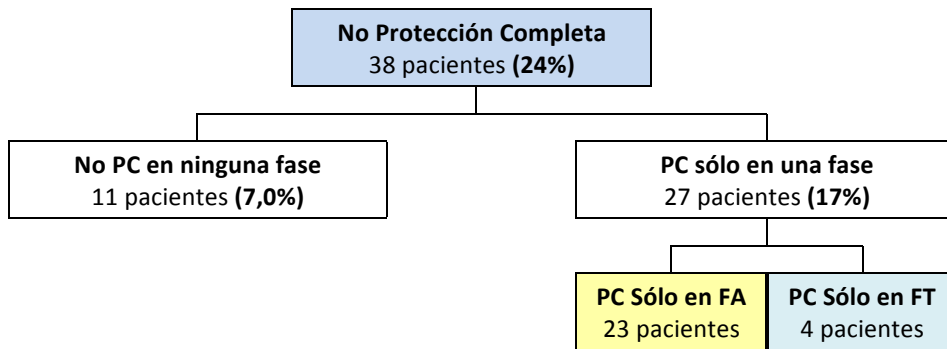 No Protección Completa
38 pacientes (24%)
No PC en ninguna fase
11 pacientes (7,0%)
PC sólo en una fase
27 pacientes (17%)
PC Sólo en FA
23 pacientes
PC Sólo en FT
4 pacientes